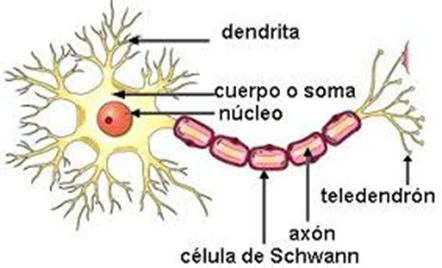 dendrita
cuerpo o soma
núcleo
teledendrón
axón
célula de Schwann